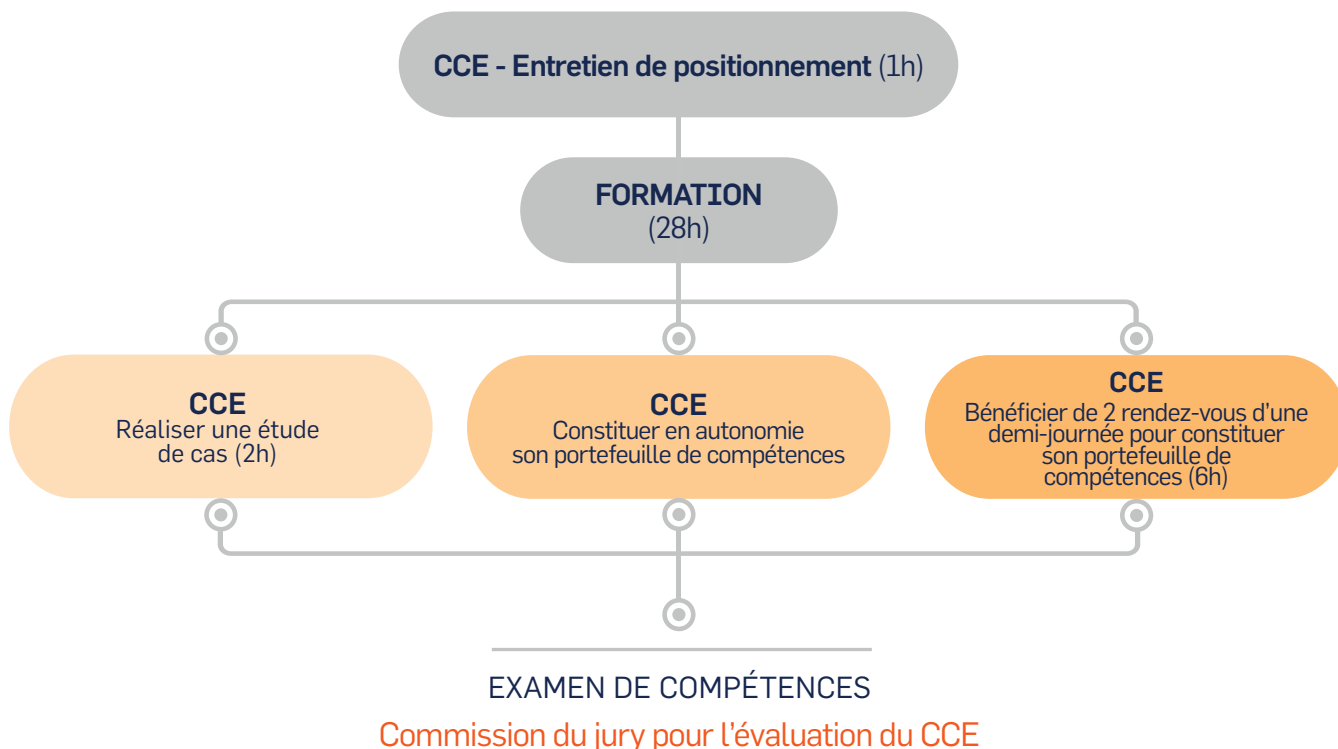 CCE - Entretien de positionnement (1h)
FORMATION
(28h)
CCE
Réaliser une étude
de cas (2h)
CCE
Constituer en autonomie
son portefeuille de compétences
CCE
Bénéficier de 2 rendez-vous d'une
demi-journée pour constituer
son portefeuille de
compétences (6h)
EXAMEN DE COMPÉTENCES
Commission du jury pour l'évaluation du CCE